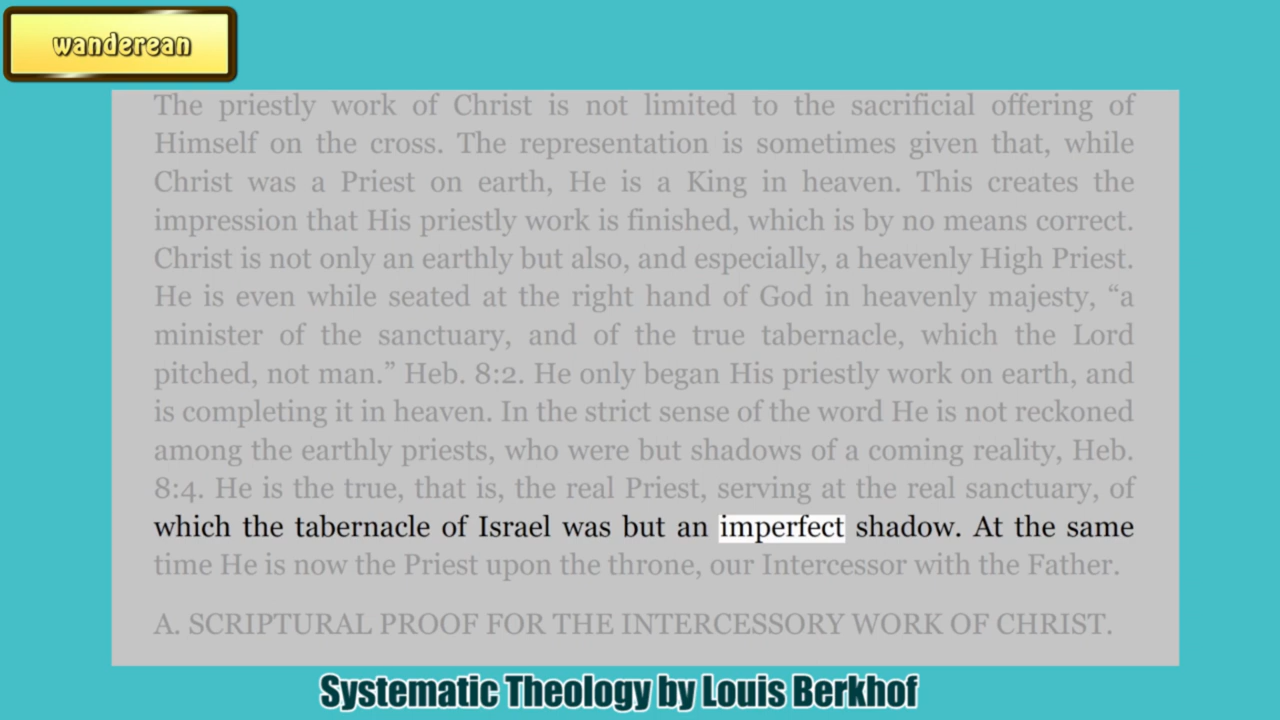 wanderean
The priestly work of Christ is not limited to the sacrificial offering of
Himself on the cross. The representation is sometimes given that, while
Christ was a Priest on earth, He is a King in heaven. This creates the
impression that His priestly work is finished, which is by no means correct.
Christ is not only an earthly but also, and especially, a heavenly High Priest.
He is even while seated at the right hand of God in heavenly majesty, “a
minister of the sanctuary, and of the true tabernacle, which the Lord
pitched, not man.” Heb. 8:2. He only began His priestly work on earth, and
is completing it in heaven. In the strict sense of the word He is not reckoned
among the earthly priests, who were but shadows of a coming reality, Heb.
8:4. He is the true, that is, the real Priest, serving at the real sanctuary, of
which the tabernacle of Israel was but an imperfect shadow. At the same
time He is now the Priest upon the throne, our Intercessor with the Father.
A. SCRIPTURAL PROOF FOR THE INTERCESSORY WORK OF CHRIST.
Systematic Theology by Louis Berkhof